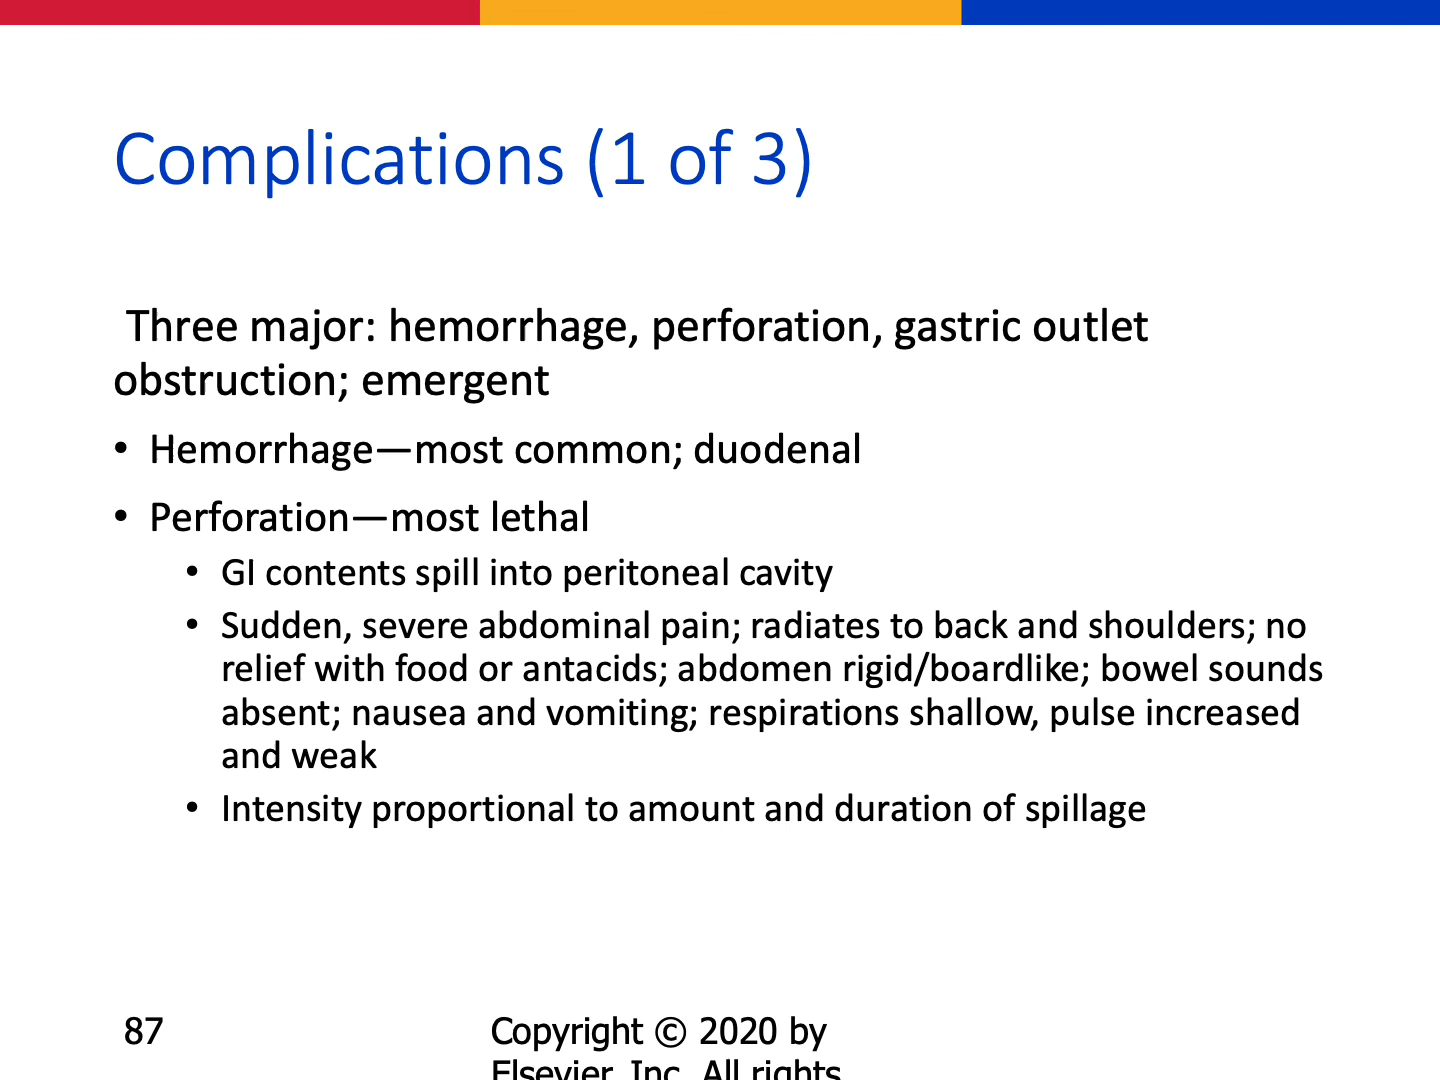 Complications (1 of 3)
Three major: hemorrhage, perforation, gastric outlet
obstruction; emergent
• Hemorrhage—most common; duodenal
• Perforation—most lethal
• GI contents spill into peritoneal cavity
• Sudden, severe abdominal pain; radiates to back and shoulders; no
relief with food or antacids; abdomen rigid/boardlike; bowel sounds
absent; nausea and vomiting; respirations shallow, pulse increased
and weak
• Intensity proportional to amount and duration of spillage
87
Copyright © 2020 by
Elsevier, Inc. All rights